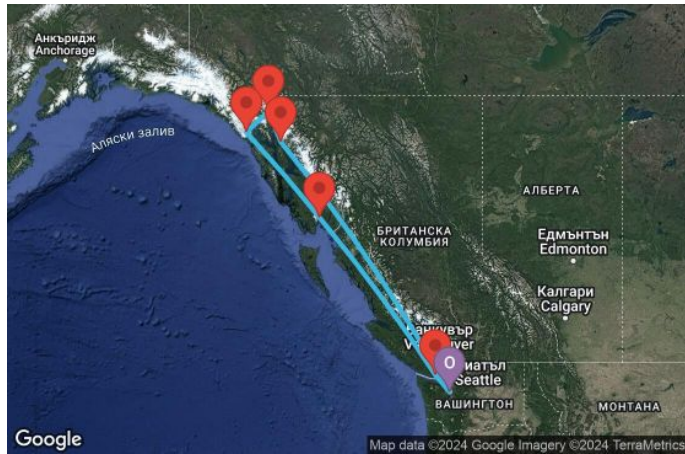 Анкъридж
Anchorage
Аляски залив
АЛБЕРТА
БРИТАНСКА
КОЛУМБИЯ
Едмънтън
Edmonton
Калгари
Calgary
O
Seattle
ВАШИНГТОН
МОНТАНА
Google
Map data ©2024 Google Imagery ©2024 TerraMetrics